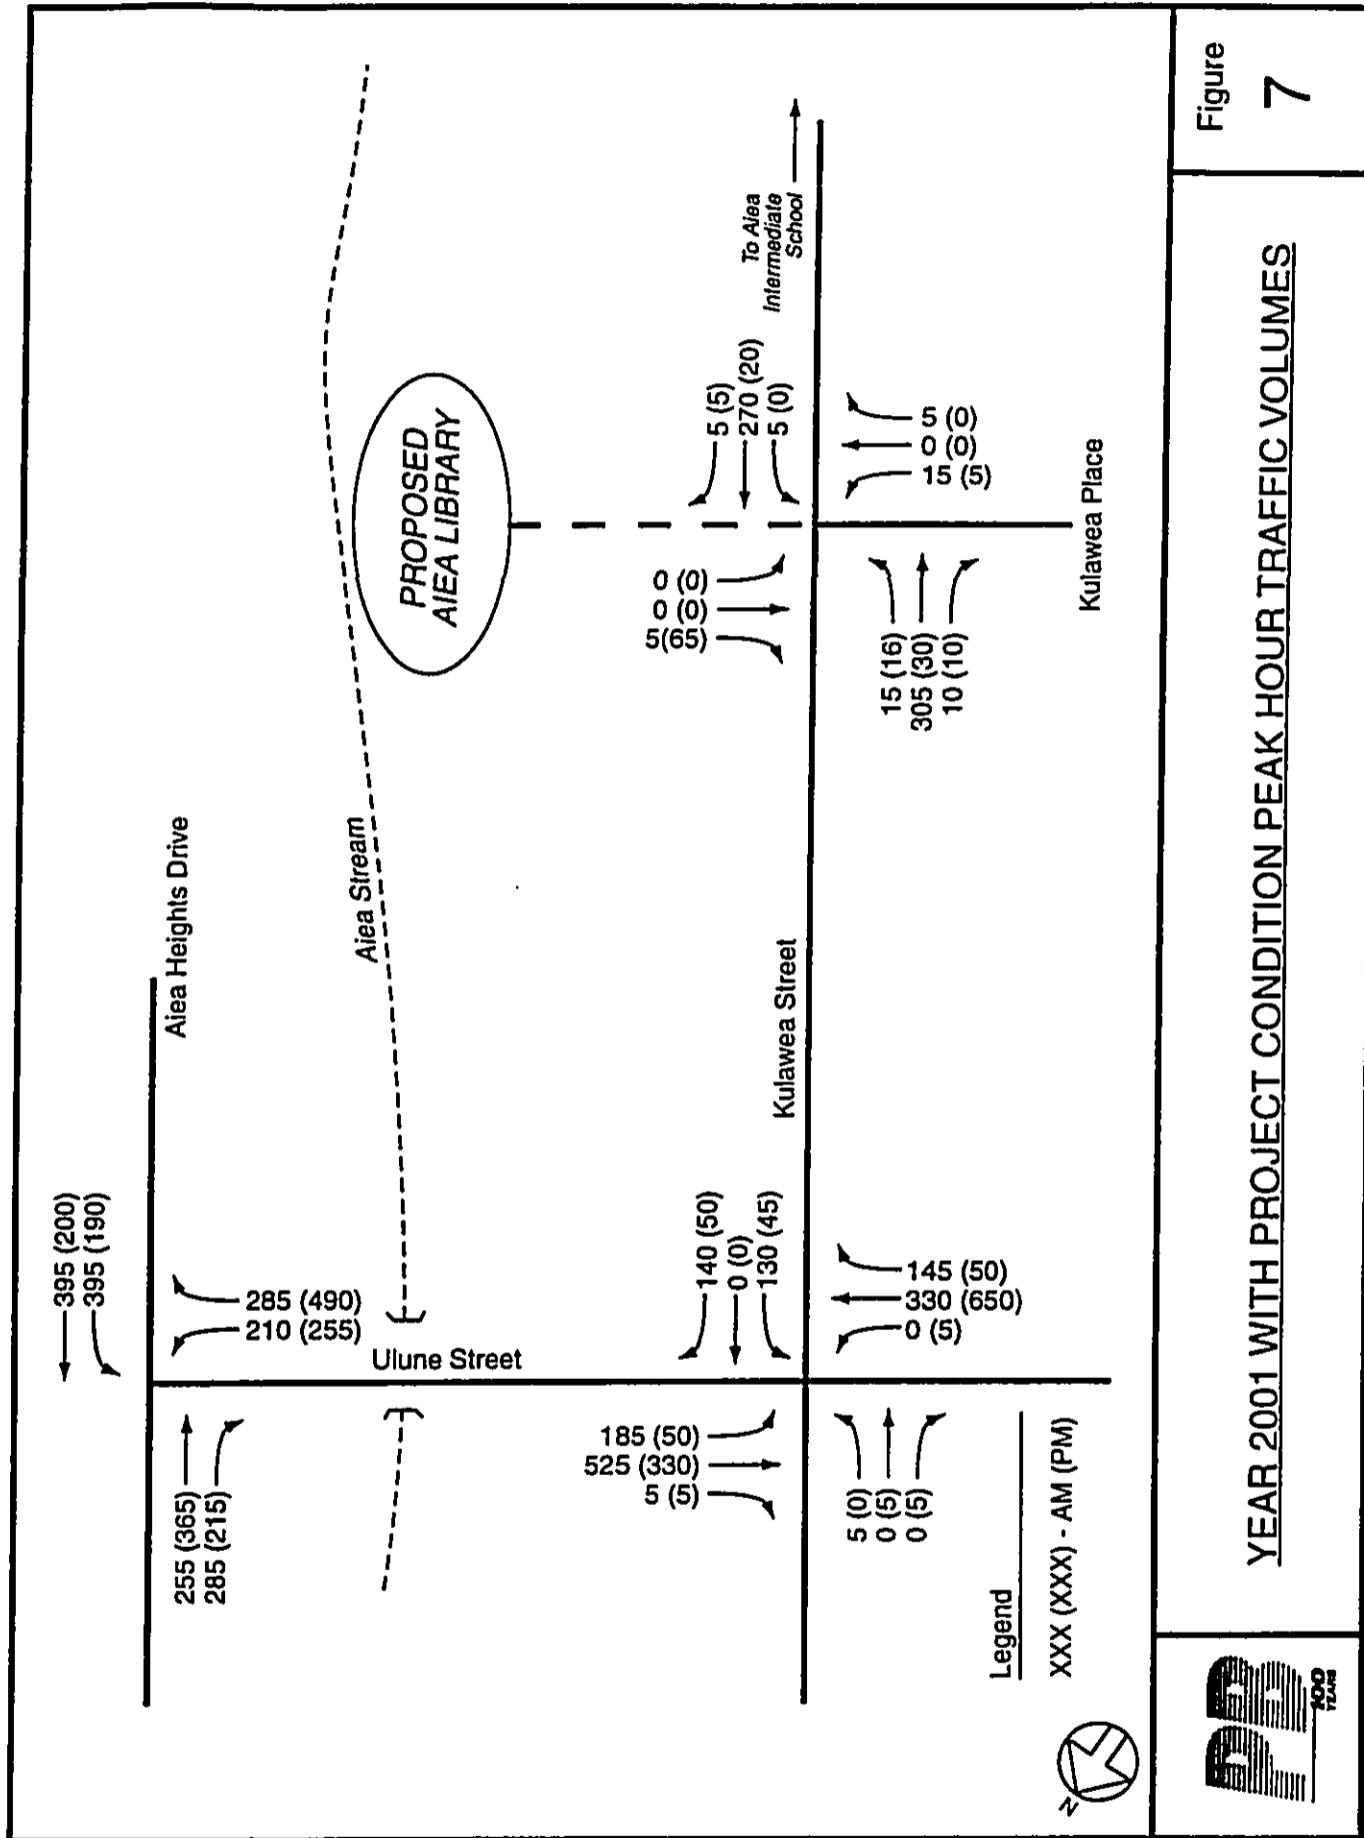 395 (200)
395 (190)
Aiea Heights Drive
255 (365)
285 (215)
285 (490)
210 (255)
Ulune Street
Aiea Stream
PROPOSED
AIEA LIBRARY
185 (50)
525 (330)
5 (5)
140 (50)
0 (0)
130 (45)
Kulawea Street
0 (0)
0 (0)
5(65)
5 (5)
270 (20)
5 (0)
To Aiea
Intermediate
School
5 (0)
0 (5)
0 (5)
145 (50)
330 (650)
0 (5)
15 (16)
305 (30)
10 (10)
5 (0)
0 (0)
15 (5)
Kulawea Place
Legend
XXX (XXX) - AM (PM)
N
PB
100
YEARS
YEAR 2001 WITH PROJECT CONDITION PEAK HOUR TRAFFIC VOLUMES
Figure
7